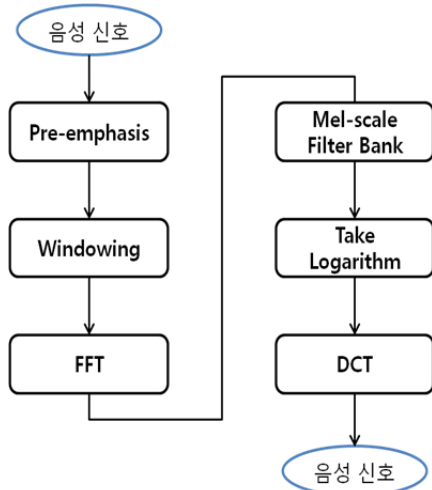 음성 신호
Pre-emphasis
Windowing
FFT
Mel-scale
Filter Bank
Take
Logarithm
DCT
음성 신호